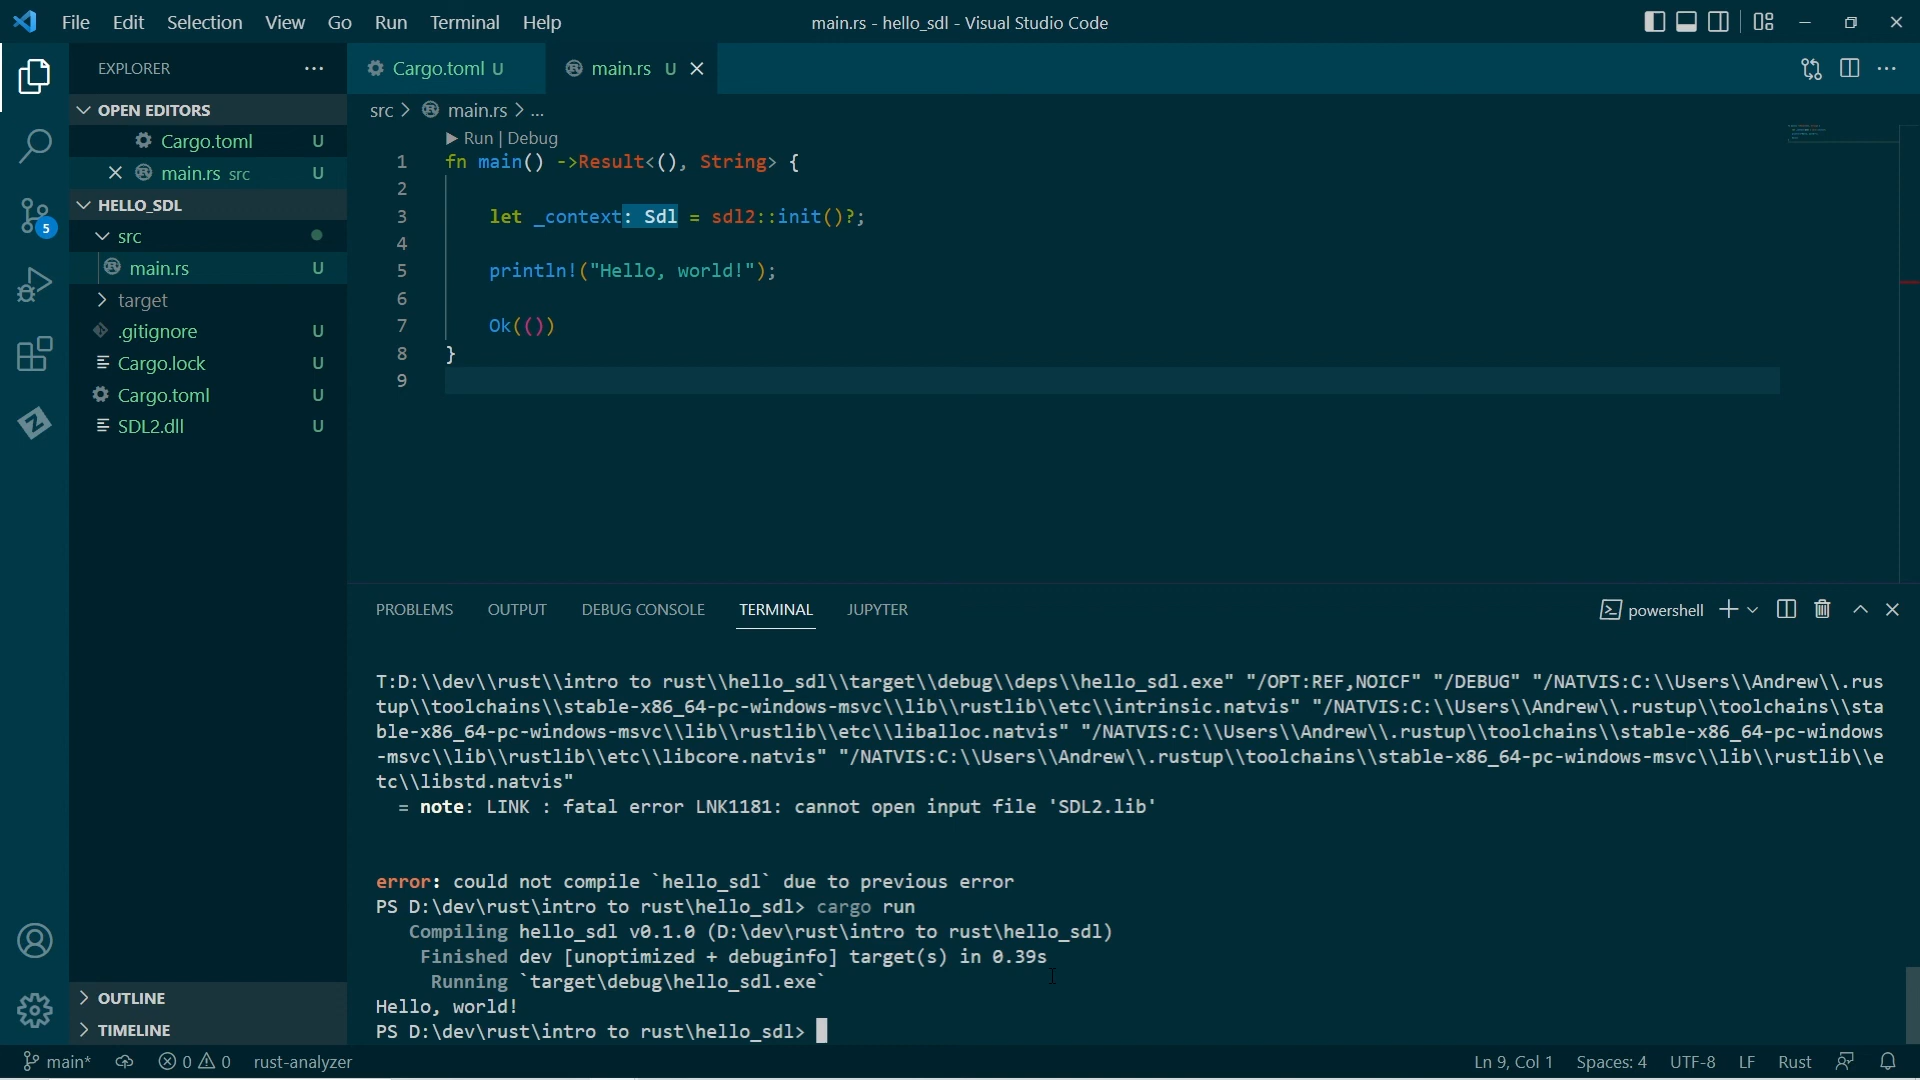 File Edit Selection View Go Run Terminal Help
main.rs - hello_sdl - Visual Studio Code
EXPLORER
OPEN EDITORS
Cargo.toml U
main.rs src U
HELLO_SDL
src
main.rs U
target
.gitignore U
Cargo.lock U
Cargo.toml U
SDL2.dll U
OUTLINE
TIMELINE
5
Cargo.toml U
main.rs U
src > main.rs > ...
Run | Debug
1 fn main() ->Result<(), String> {
2
3 let _context: Sdl = sdl2::init()?;
4
5 println!("Hello, world!");
6
7 Ok(())
8 }
9
PROBLEMS OUTPUT DEBUG CONSOLE TERMINAL JUPYTER
powershell
T:D:\\dev\\rust\\intro to rust\\hello_sdl\\target\\debug\\deps\\hello_sdl.exe" "/OPT:REF,NOICF" "/DEBUG" "/NATVIS:C:\\Users\\Andrew\\.rus
tup\\toolchains\\stable-x86_64-pc-windows-msvc\\lib\\rustlib\\etc\\intrinsic.natvis" "/NATVIS:C:\\Users\\Andrew\\.rustup\\toolchains\\sta
ble-x86_64-pc-windows-msvc\\lib\\rustlib\\etc\\liballoc.natvis" "/NATVIS:C:\\Users\\Andrew\\.rustup\\toolchains\\stable-x86_64-pc-windows
-msvc\\lib\\rustlib\\etc\\libcore.natvis" "/NATVIS:C:\\Users\\Andrew\\.rustup\\toolchains\\stable-x86_64-pc-windows-msvc\\lib\\rustlib\\e
tc\\libstd.natvis"
= note: LINK : fatal error LNK1181: cannot open input file 'SDL2.lib'
error: could not compile `hello_sdl` due to previous error
PS D:\dev\rust\intro to rust\hello_sdl> cargo run
Compiling hello_sdl v0.1.0 (D:\dev\rust\intro to rust\hello_sdl)
Finished dev [unoptimized + debuginfo] target(s) in 0.39s
Running `target\debug\hello_sdl.exe`
Hello, world!
PS D:\dev\rust\intro to rust\hello_sdl>
main* 0 0 rust-analyzer
Ln 9, Col 1 Spaces: 4 UTF-8 LF Rust